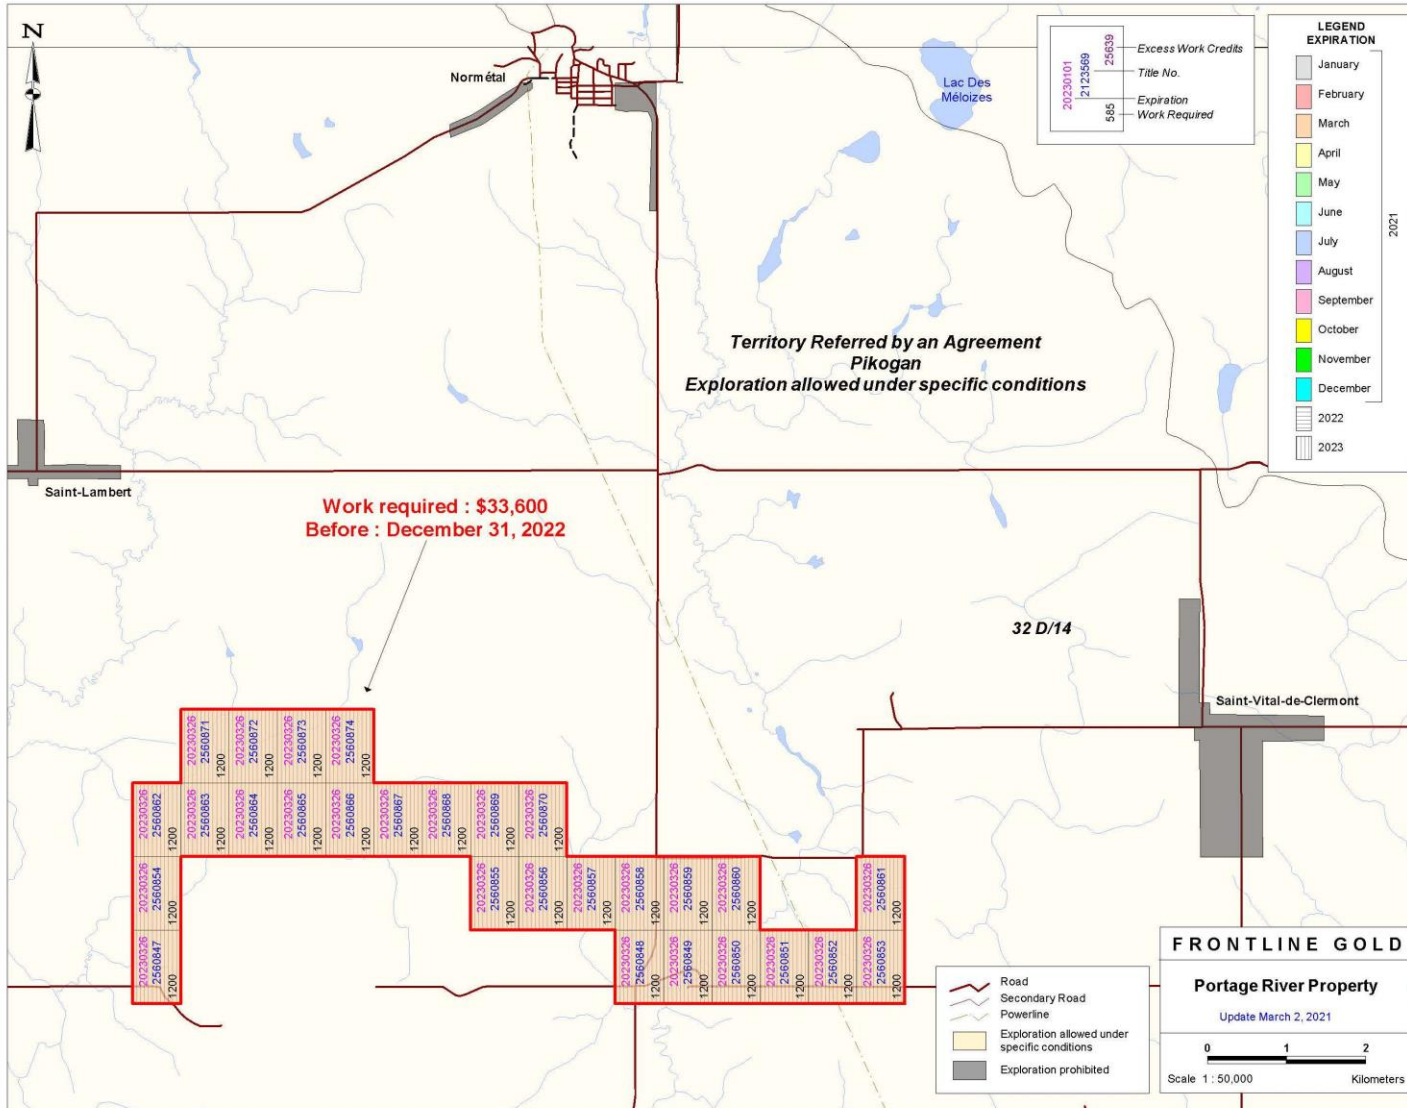 N
Normétal
Lac Des
Méloizes
20230101
2123569
25639
585
Excess Work Credits
Title No.
Expiration
Work Required
LEGEND
EXPIRATION
January
February
March
April
May
June
July
August
September
October
November
December
2021
2022
2023
Territory Referred by an Agreement
Pikogan
Exploration allowed under specific conditions
Saint-Lambert
Work required : $33,600
Before : December 31, 2022
32 D/14
Saint-Vital-de-Clermont
20230326
2560871
1200
20230326
2560872
1200
20230326
2560873
1200
20230326
2560874
1200
20230326
2560862
1200
20230326
2560863
1200
20230326
2560864
1200
20230326
2560865
1200
20230326
2560866
1200
20230326
2560867
1200
20230326
2560868
1200
20230326
2560869
1200
20230326
2560870
1200
20230326
2560854
1200
20230326
2560855
1200
20230326
2560856
1200
20230326
2560857
1200
20230326
2560858
1200
20230326
2560859
1200
20230326
2560860
1200
20230326
2560861
1200
20230326
2560847
1200
20230326
2560848
1200
20230326
2560849
1200
20230326
2560850
1200
20230326
2560851
1200
20230326
2560852
1200
20230326
2560853
1200
Road
Secondary Road
Powerline
Exploration allowed under
specific conditions
Exploration prohibited
FRONTLINE GOLD
Portage River Property
Update March 2, 2021
0 1 2
Scale 1 : 50,000 Kilometers